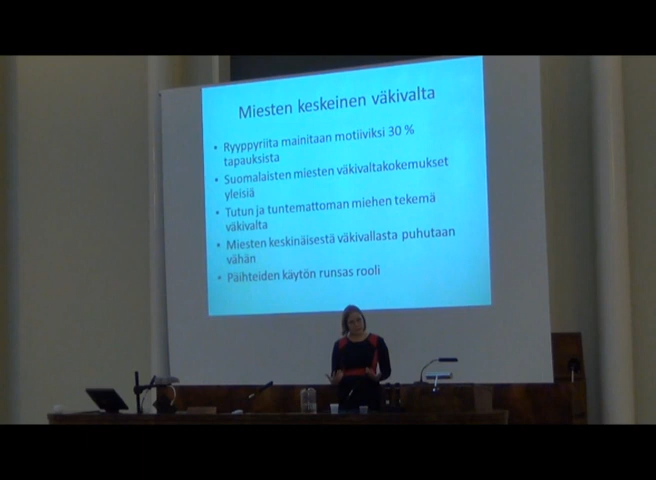 Miesten keskeinen väkivalta
• Ryyppyriita mainitaan motiiviksi 30 %
tapauksista
• Suomalaisten miesten väkivaltakokemukset
yleisiä
• Tutun ja tuntemattoman miehen tekemä
väkivalta
• Miesten keskinäisestä väkivallasta puhutaan
vähän
• Päihteiden käytön runsas rooli